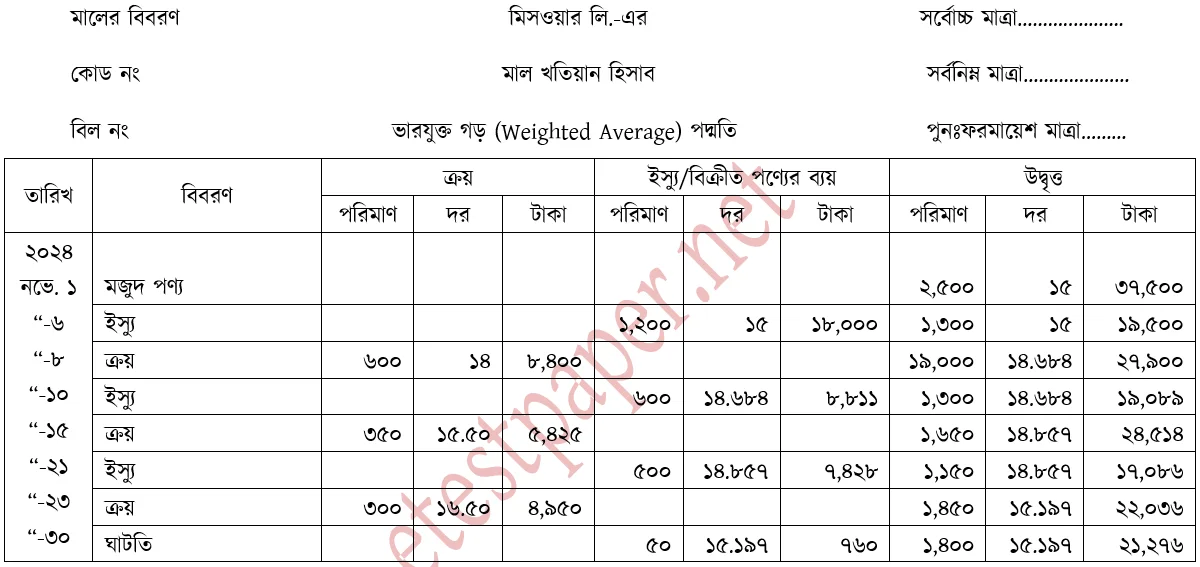 মালের বিবরণ মিসওয়ার লি.-এর সর্বোচ্চ মাত্রা.....................
কোড নং মাল খতিয়ান হিসাব সর্বনিম্ন মাত্রা.....................
বিল নং ভারযুক্ত গড় (Weighted Average) পদ্মতি পুনঃফরমায়েশ মাত্রা.........
তারিখ বিবরণ ক্রয় ইস্যু/বিক্রীত পণ্যের ব্যয় উদ্বৃত্ত
পরিমাণ দর টাকা পরিমাণ দর টাকা পরিমাণ দর টাকা
২০২৪
নভে. ১ মজুদ পণ্য ২,৫০০ ১৫ ৩৭,৫০০
“-৬ ইস্যু ১,২০০ ১৫ ১৮,০০০ ১,৩০০ ১৫ ১৯,৫০০
“-৮ ক্রয় ৬০০ ১৪ ৮,৪০০ ১৯,০০০ ১৪.৬৮৪ ২৭,৯০০
“-১০ ইস্যু ৬০০ ১৪.৬৮৪ ৮,৮১১ ১,৩০০ ১৪.৬৮৪ ১৯,০৮৯
“-১৫ ক্রয় ৩৫০ ১৫.৫০ ৫,৪২৫ ১,৬৫০ ১৪.৮৫৭ ২৪,৫১৪
“-২১ ইস্যু ৫০০ ১৪.৮৫৭ ৭,৪২৮ ১,১৫০ ১৪.৮৫৭ ১৭,০৮৬
“-২৩ ক্রয় ৩০০ ১৬.৫০ ৪,৯৫০ ১,৪৫০ ১৫.১৯৭ ২২,০৩৬
“-৩০ ঘাটতি ৫০ ১৫.১৯৭ ৭৬০ ১,৪০০ ১৫.১৯৭ ২১,২৭৬
etestpaper.net